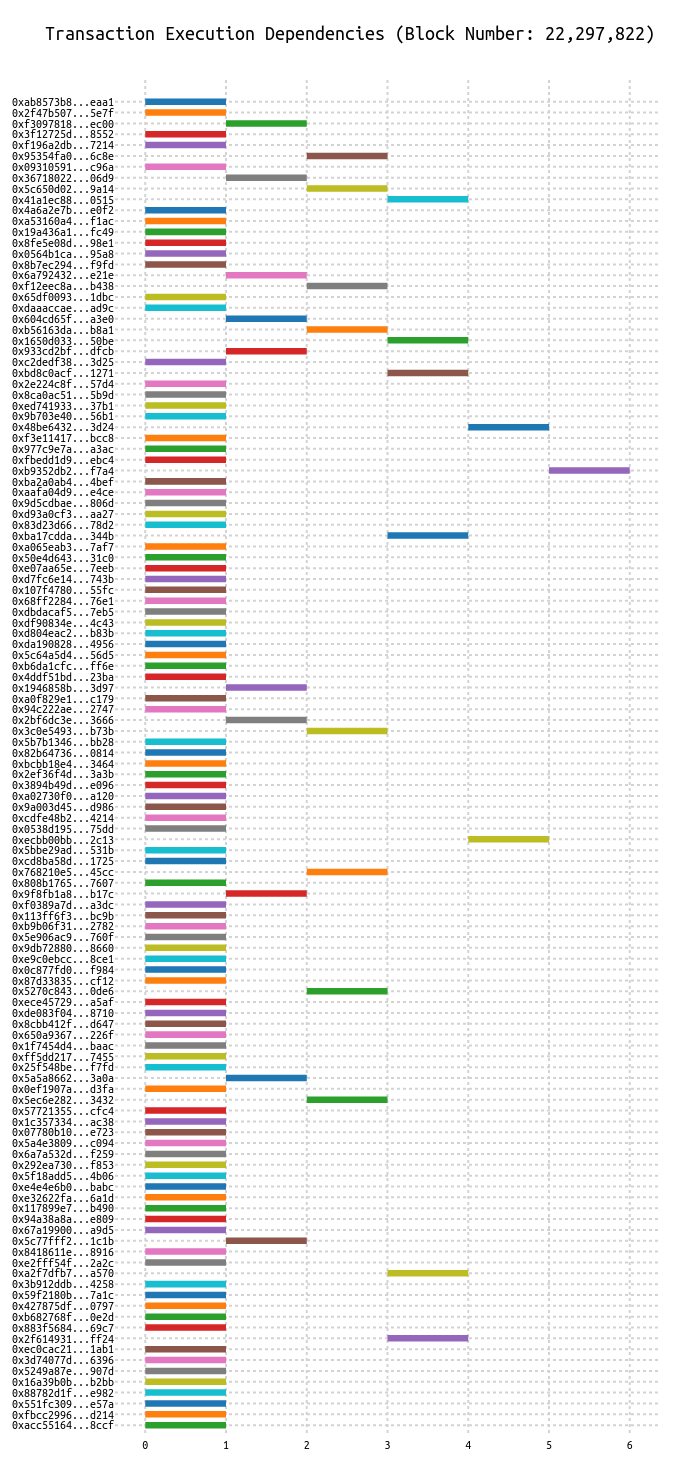 Transaction Execution Dependencies (Block Number: 22,297,822)
0xab8573b8...eaa1
0x2f47b507...5e7f
0xf3097818...ec00
0x3f12725d...8552
0xf196a2db...7214
0x95354fa0...6c8e
0x09310591...c96a
0x36718022...06d9
0x5c650d02...9a14
0x41a1ec88...0515
0x4a6a2e7b...e0f2
0xa53160a4...f1ac
0x19a436a1...fc49
0x8fe5e08d...98e1
0x0564b1ca...95a8
0x8b7ec294...f9fd
0x6a792432...e21e
0xf12eec8a...b438
0x65df0093...1dbc
0xdaaaccae...ad9c
0x604cd65f...a3e0
0xb56163da...b8a1
0x1650d033...50be
0x933cd2bf...dfcb
0xc2dedf38...3d25
0xbd8c0acf...1271
0x2e224c8f...57d4
0x8ca0ac51...5b9d
0xed741933...37b1
0x9b703e40...56b1
0x48be6432...3d24
0xf3e11417...bcc8
0x977c9e7a...a3ac
0xfbedd1d9...ebc4
0xb9352db2...f7a4
0xba2a0ab4...4bef
0xaafa04d9...e4ce
0x9d5cdbae...806d
0xd93a0cf3...aa27
0x83d23d66...78d2
0xba17cdda...344b
0xa065eab3...7af7
0x50e4d643...31c0
0xe07aa65e...7eeb
0xd7fc6e14...743b
0x107f4780...55fc
0x68ff2284...76e1
0xdbdacaf5...7eb5
0xdf90834e...4c43
0xd804eac2...b83b
0xda190828...4956
0x5c64a5d4...56d5
0xb6da1cfc...ff6e
0x4ddf51bd...23ba
0x1946858b...3d97
0xa0f829e1...c179
0x94c222ae...2747
0x2bf6dc3e...3666
0x3c0e5493...b73b
0x5b7b1346...bb28
0x82b64736...0814
0xbcbb18e4...3464
0x2ef36f4d...3a3b
0x3894b49d...e096
0xa02730f0...a120
0x9a003d45...d986
0xcdfe48b2...4214
0x0538d195...75dd
0xecbb00bb...2c13
0x5bbe29ad...531b
0xcd8ba58d...1725
0x768210e5...45cc
0x808b1765...7607
0x9f8fb1a8...b17c
0xf0389a7d...a3dc
0x113ff6f3...bc9b
0xb9b06f31...2782
0x5e906ac9...760f
0x9db72880...8660
0xe9c0ebcc...8ce1
0x0c877fd0...f984
0x87d33835...cf12
0x5270c843...0de6
0xece45729...a5af
0xde083f04...8710
0x8cbb412f...d647
0x650a9367...226f
0x1f7454d4...baac
0xff5dd217...7455
0x25f548be...f7fd
0x5a5a8662...3a0a
0x0ef1907a...d3fa
0x5ec6e282...3432
0x57721355...cfc4
0x1c357334...ac38
0x07780b10...e723
0x5a4e3809...c094
0x6a7a532d...f259
0x292ea730...f853
0x5f18add5...4b06
0xe4e4e6b0...babc
0xe32622fa...6a1d
0x117899e7...b490
0x94a38a8a...e809
0x67a19900...a9d5
0x5c77fff2...1c1b
0x8418611e...8916
0xe2fff54f...2a2c
0xa2f7dfb7...a570
0x3b912ddb...4258
0x59f2180b...7a1c
0x427875df...0797
0xb682768f...0e2d
0x883f5684...69c7
0x2f614931...ff24
0xec0cac21...1ab1
0x3d74077d...6396
0x5249a87e...907d
0x16a39b0b...b2bb
0x88782d1f...e982
0x551fc309...e57a
0xfbcc2996...d214
0xacc55164...8ccf
0 1 2 3 4 5 6